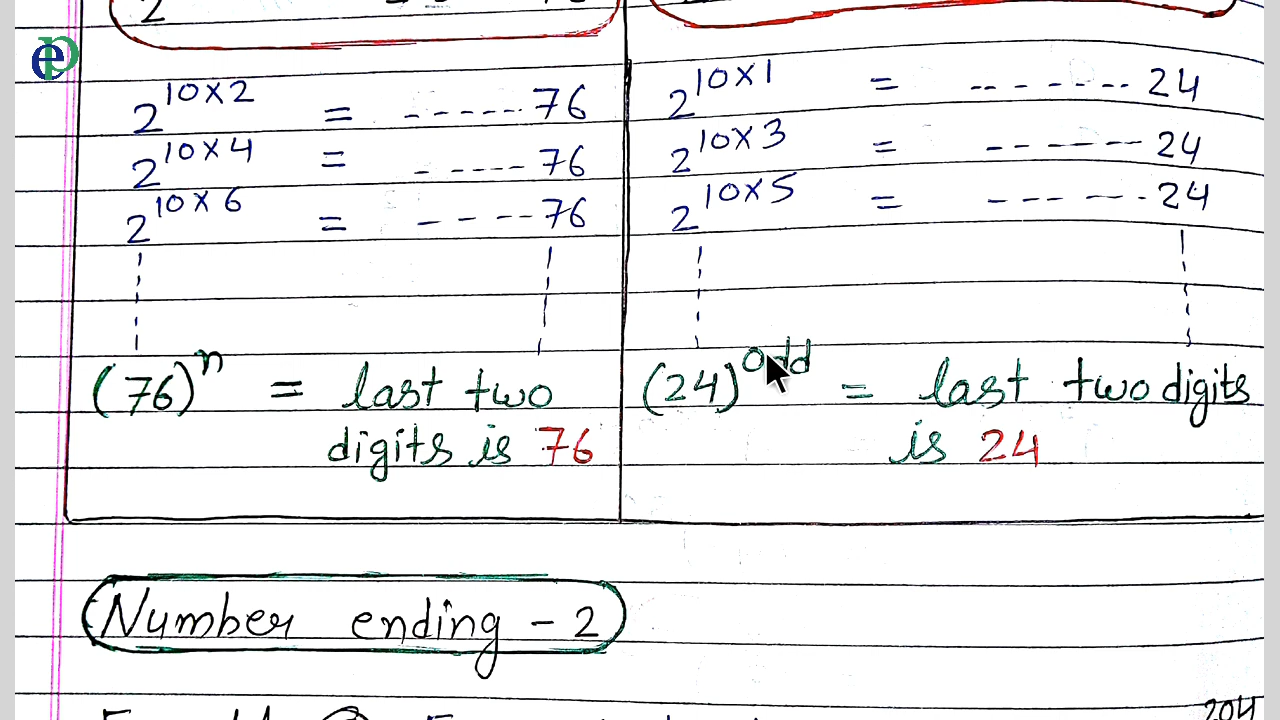 ep
2^10×2 = ------76
2^10×4 = -----76
2^10×6 = ----76
(76)^n = last two
digits is 76
2^10×1 = -------24
2^10×3 = ------24
2^10×5 = ------24
(24)^odd = last two digits
is 24
Number ending - 2